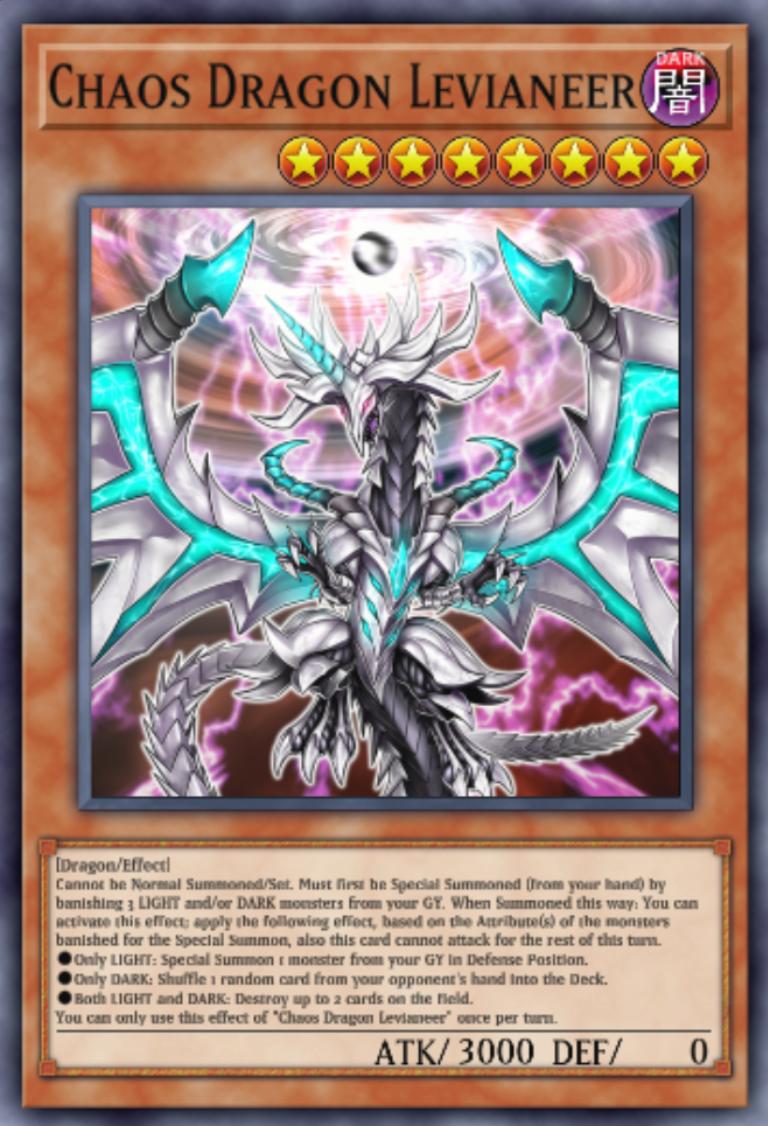 CHAOS DRAGON LEVIANEER
DARK
闇
[Dragon/Effect]
Cannot be Normal Summoned/Set. Must first be Special Summoned (from your hand) by
banishing 3 LIGHT and/or DARK monsters from your GY. When Summoned this way: You can
activate this effect; apply the following effect, based on the Attribute(s) of the monsters
banished for the Special Summon, also this card cannot attack for the rest of this turn.
●Only LIGHT: Special Summon 1 monster from your GY in Defense Position.
●Only DARK: Shuffle 1 random card from your opponent's hand into the Deck.
●Both LIGHT and DARK: Destroy up to 2 cards on the field.
You can only use this effect of "Chaos Dragon Levianeer" once per turn.
ATK/ 3000 DEF/ 0